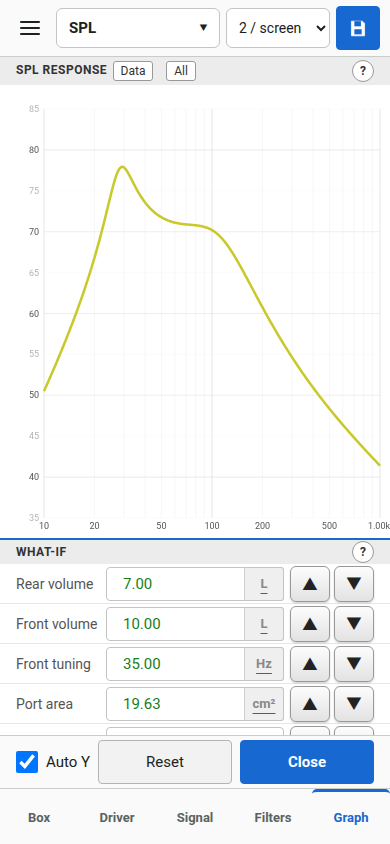 SPL
2 / screen
SPL RESPONSE Data All ?
85
80
75
70
65
60
55
50
45
40
35
10 20 50 100 200 500 1.00k
WHAT-IF ?
Rear volume 7.00 L
Front volume 10.00 L
Front tuning 35.00 Hz
Port area 19.63 cm²
Auto Y Reset Close
Box Driver Signal Filters Graph